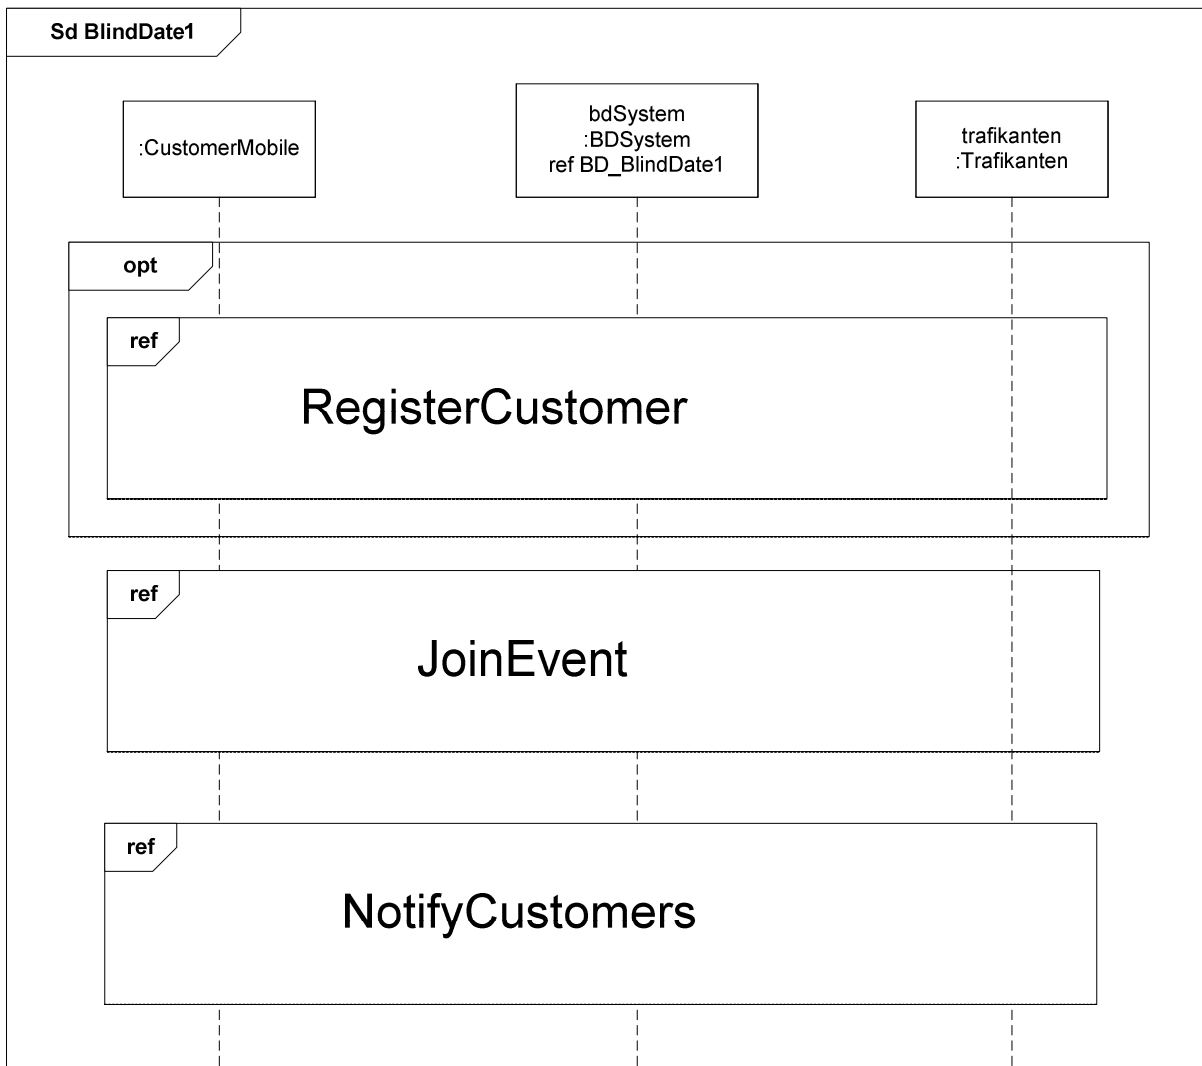 Sd BlindDate1
:CustomerMobile
bdSystem
:BDSystem
ref BD_BlindDate1
trafikanten
:Trafikanten
opt
ref
RegisterCustomer
ref
JoinEvent
ref
NotifyCustomers